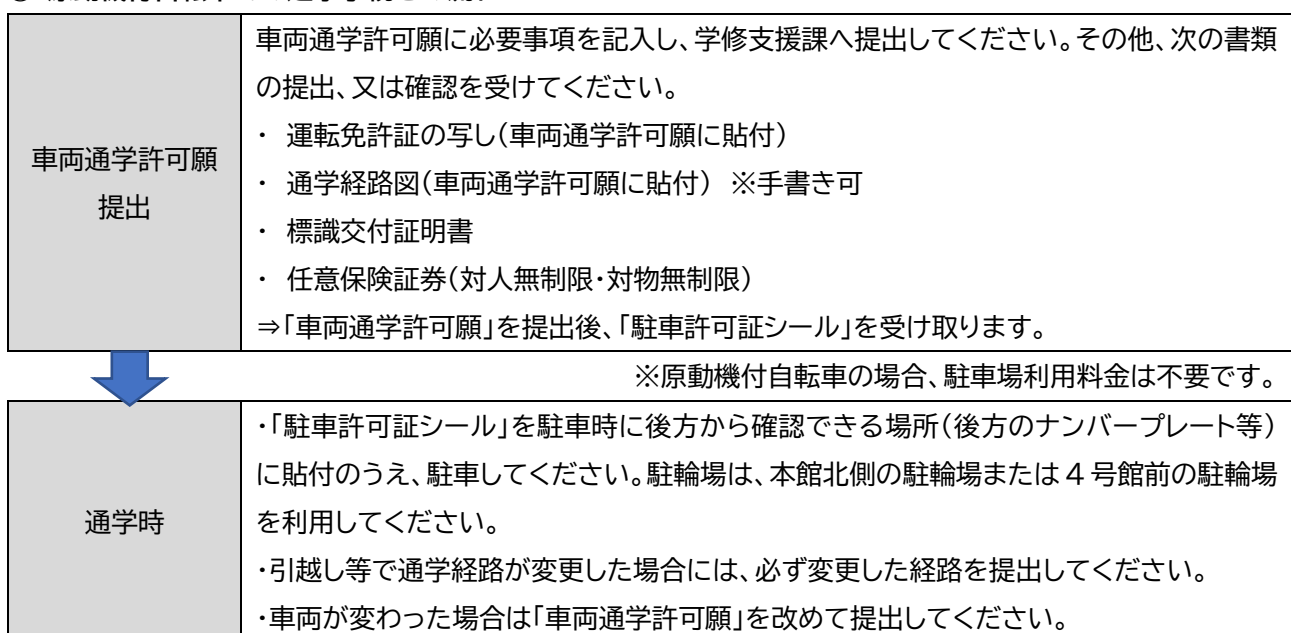 車両通学許可願に必要事項を記入し、学修支援課へ提出してください。その他、次の書類
の提出、又は確認を受けてください。
・ 運転免許証の写し(車両通学許可願に貼付)
・ 通学経路図(車両通学許可願に貼付) ※手書き可
・ 標識交付証明書
・ 任意保険証券(対人無制限・対物無制限)
⇒「車両通学許可願」を提出後、「駐車許可証シール」を受け取ります。
車両通学許可願
提出
※原動機付自転車の場合、駐車場利用料金は不要です。
・「駐車許可証シール」を駐車時に後方から確認できる場所(後方のナンバープレート等)
に貼付のうえ、駐車してください。駐輪場は、本館北側の駐輪場または 4 号館前の駐輪場
を利用してください。
・引越し等で通学経路が変更した場合には、必ず変更した経路を提出してください。
・車両が変わった場合は「車両通学許可願」を改めて提出してください。
通学時